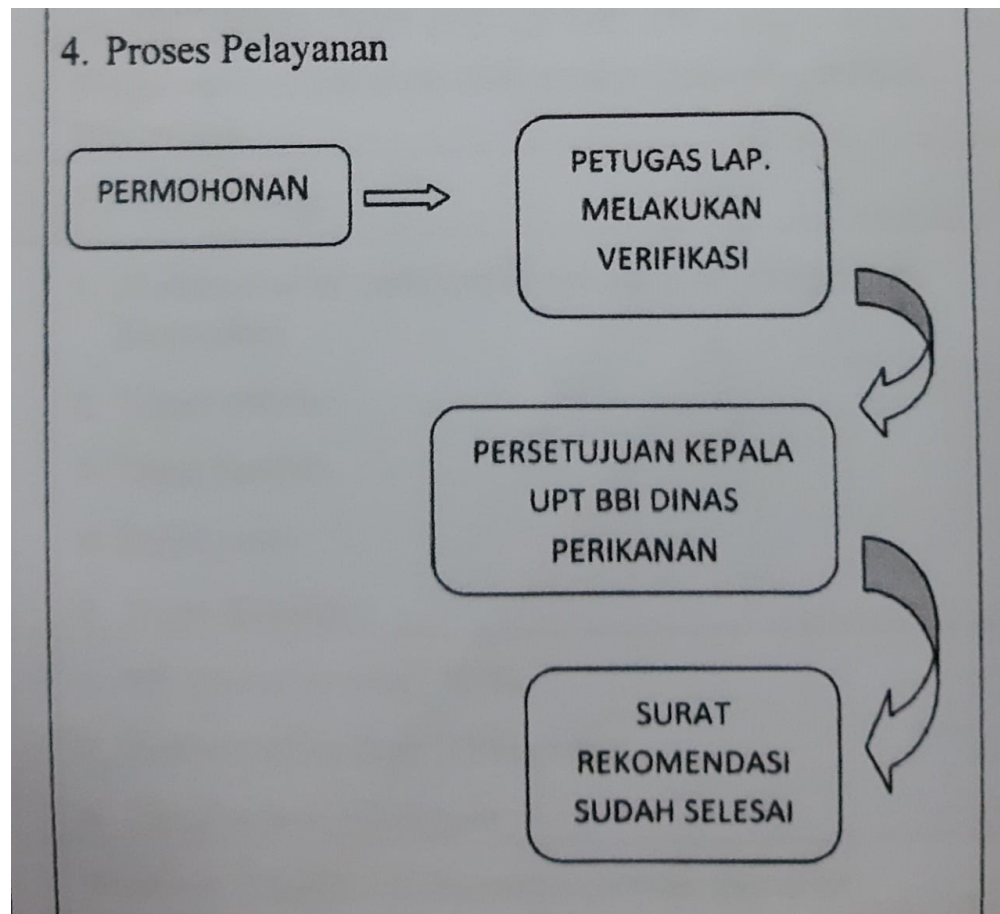 4. Proses Pelayanan
PERMOHONAN
PETUGAS LAP.
MELAKUKAN
VERIFIKASI
PERSETUJUAN KEPALA
UPT BBI DINAS
PERIKANAN
SURAT
REKOMENDASI
SUDAH SELESAI